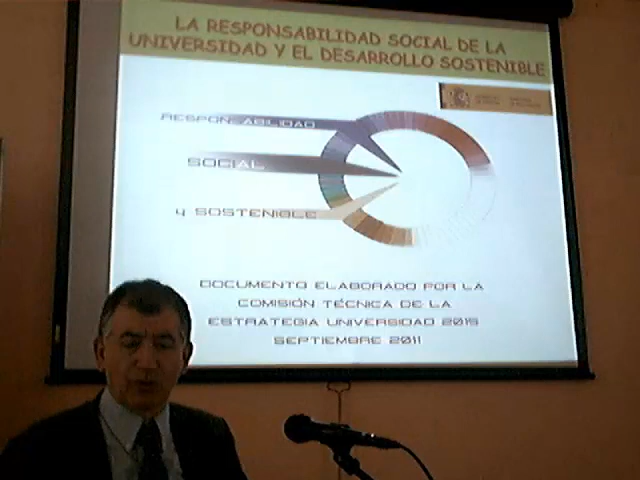 LA RESPONSABILIDAD SOCIAL DE LA
UNIVERSIDAD Y EL DESARROLLO SOSTENIBLE
RESPONSABILIDAD
SOCIAL
Y SOSTENIBLE
DOCUMENTO ELABORADO POR LA
COMISIÓN TÉCNICA DE LA
ESTRATEGIA UNIVERSIDAD 2015
SEPTIEMBRE 2011